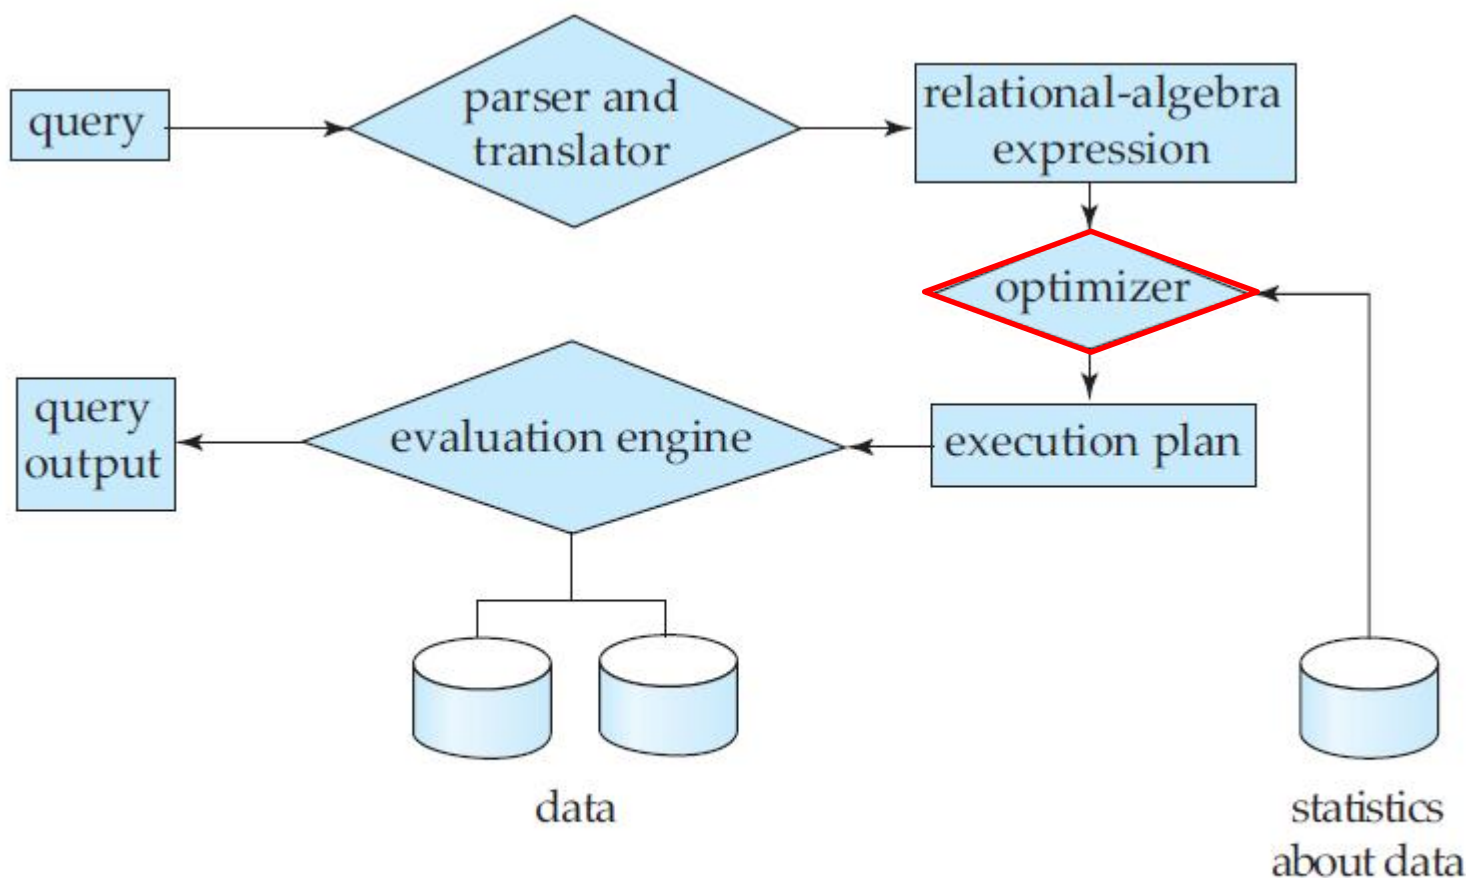 query
parser and
translator
relational-algebra
expression
optimizer
query
output
evaluation engine
execution plan
data
statistics
about data